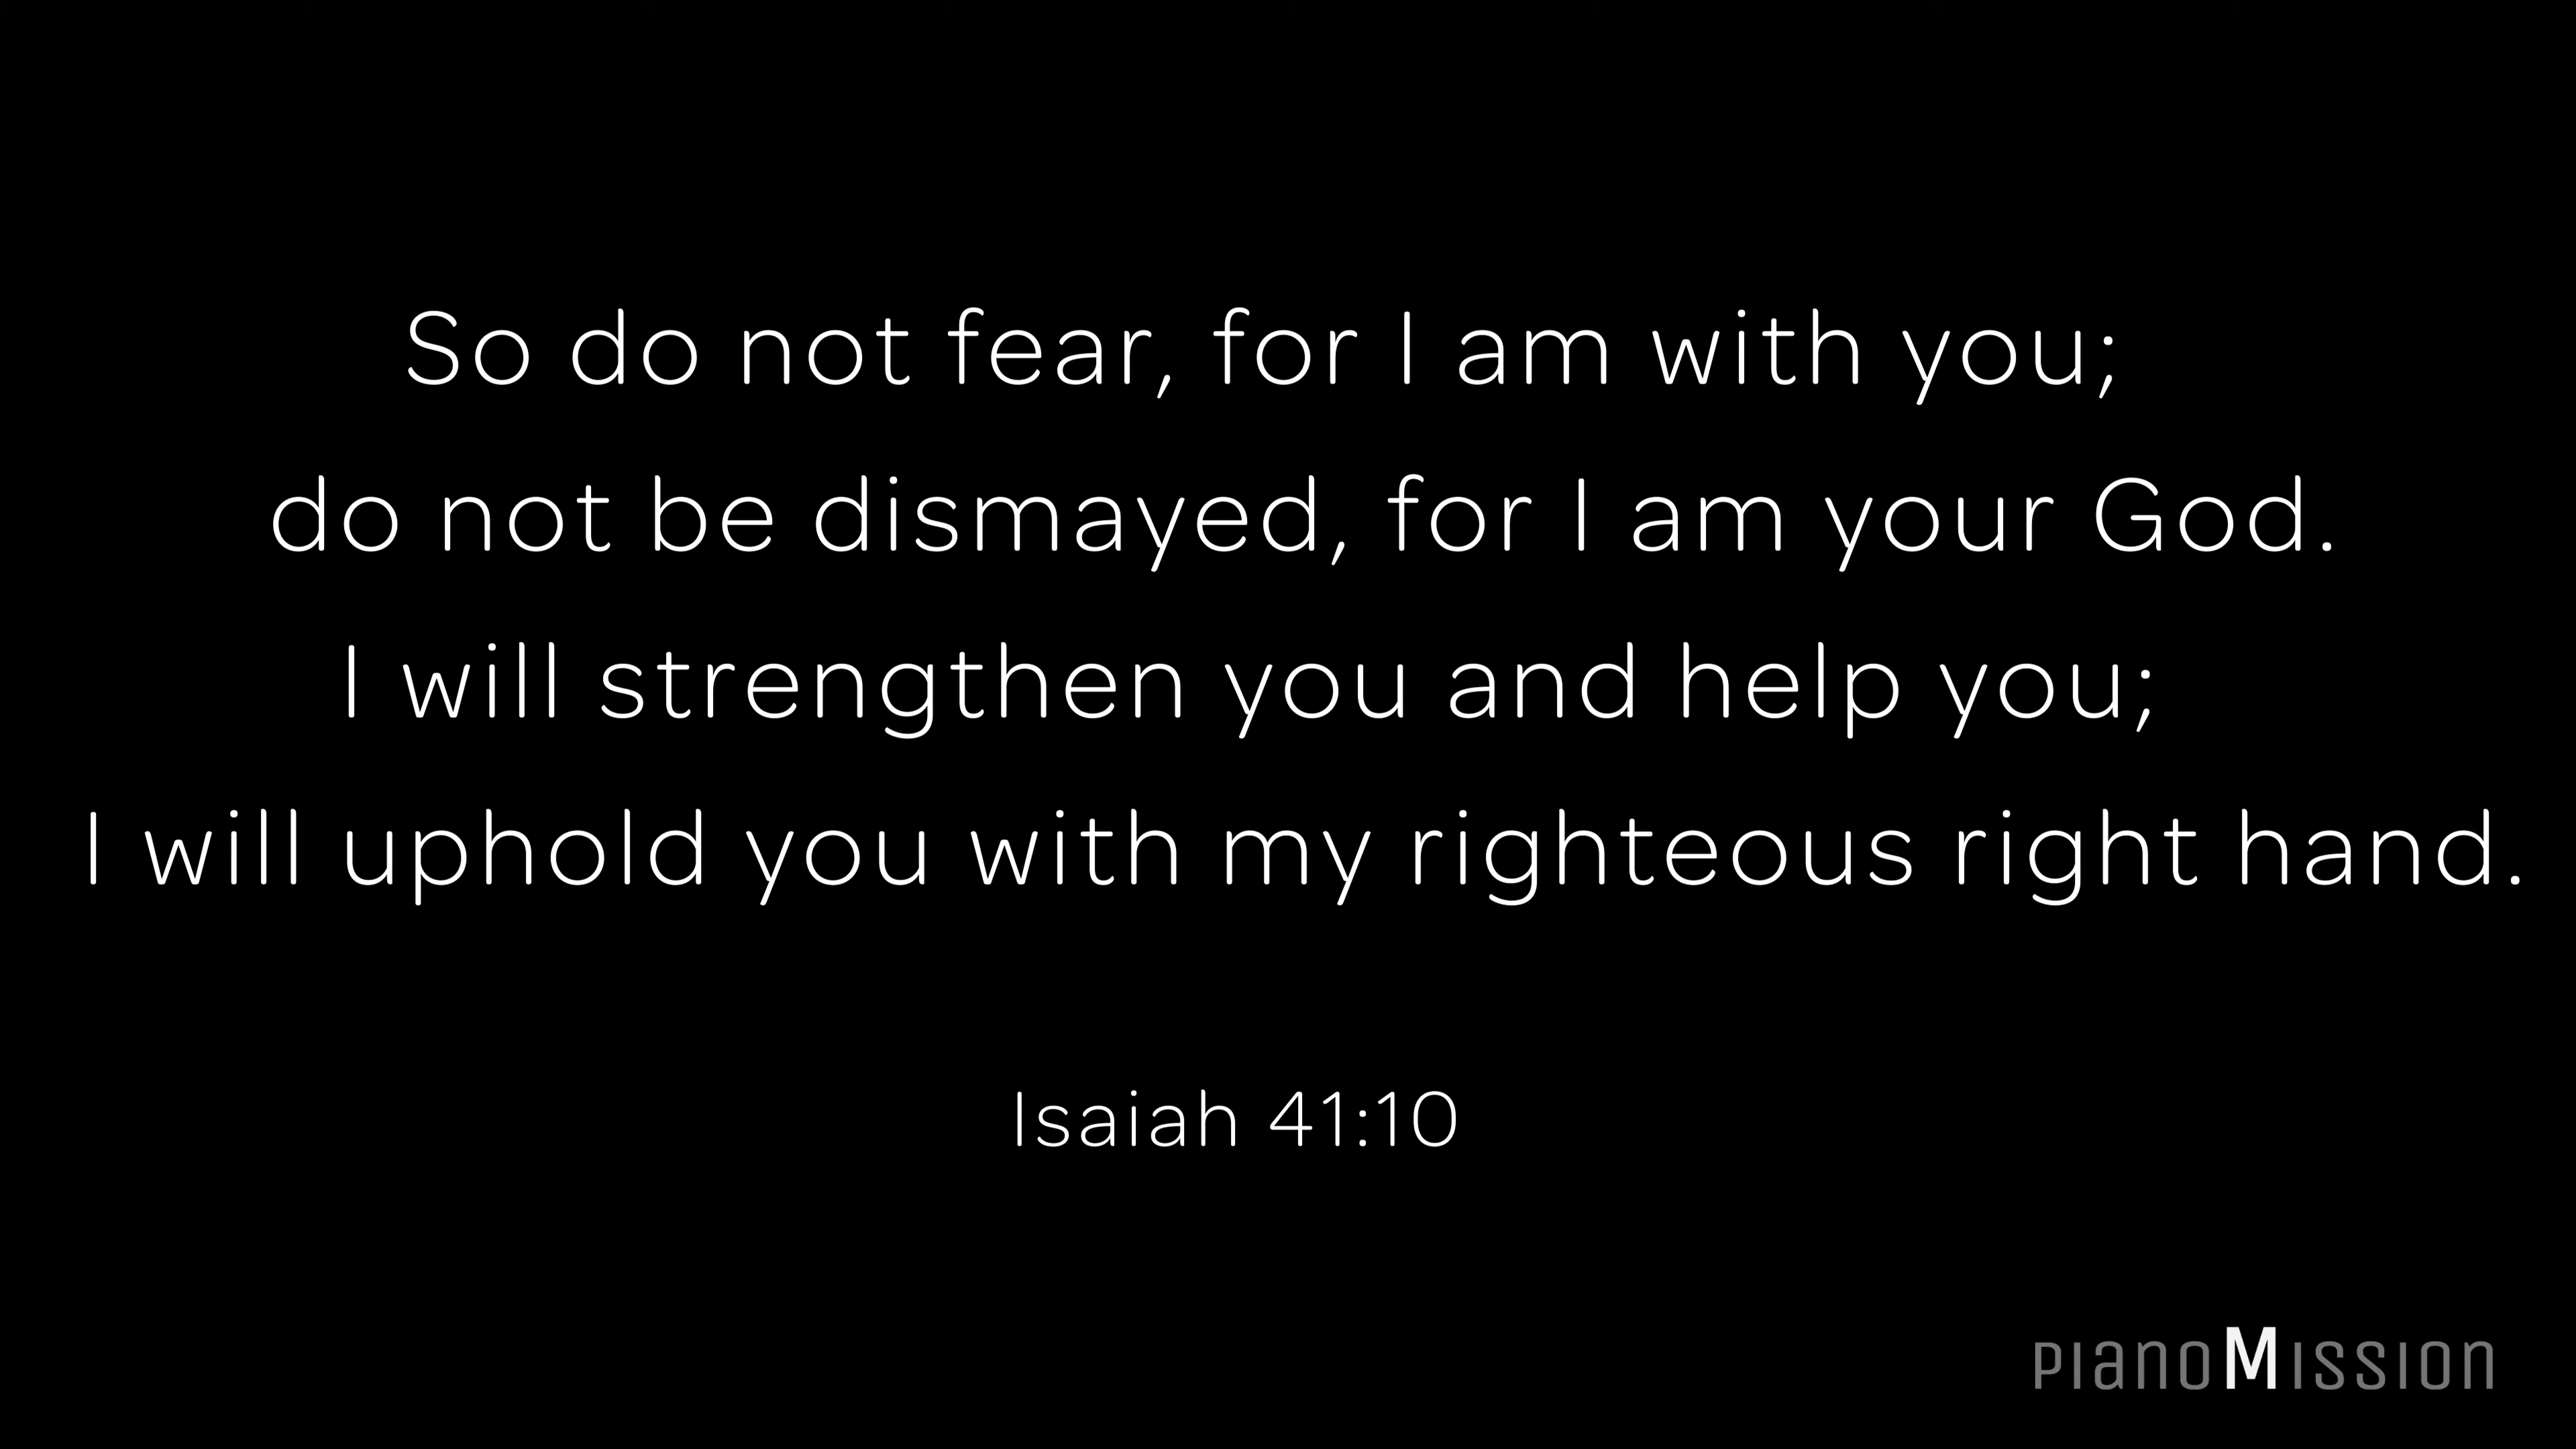 So do not fear, for I am with you;
do not be dismayed, for I am your God.
I will strengthen you and help you;
I will uphold you with my righteous right hand.
Isaiah 41:10
pianoMission